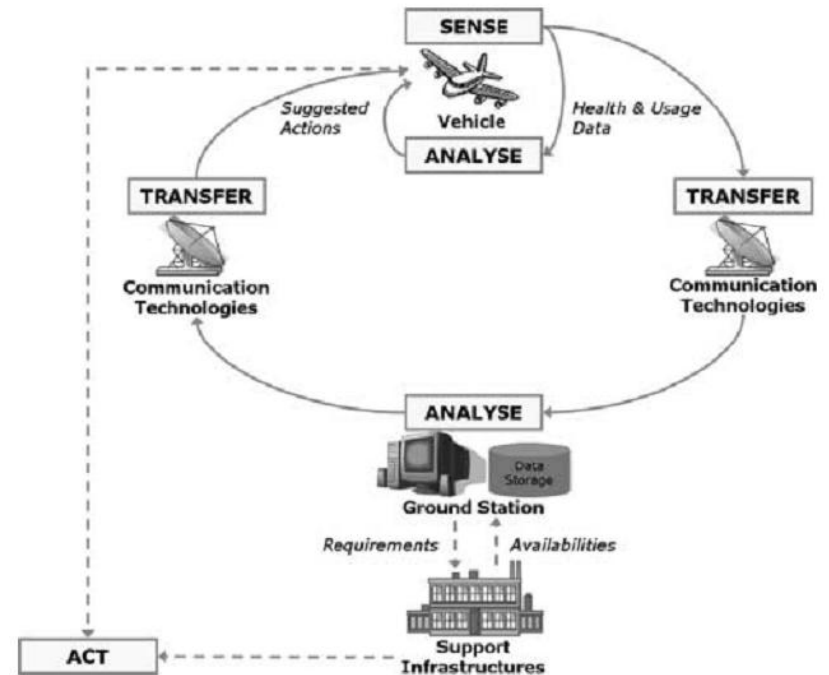 SENSE
Suggested
Actions
Vehicle
Health & Usage
Data
ANALYSE
TRANSFER
TRANSFER
Communication
Technologies
Communication
Technologies
ANALYSE
Data
Storage
Ground Station
Requirements
Availabilities
Support
Infrastructures
ACT